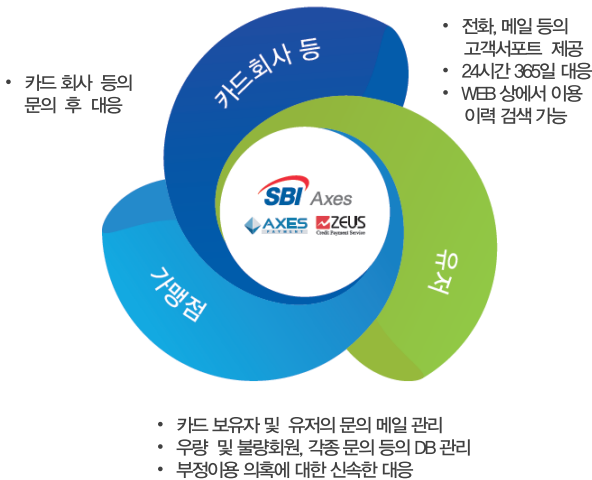 • 카드 회사 등의
문의 후 대응
카드회사 등
• 전화, 메일 등의
고객서포트 제공
• 24시간 365일 대응
• WEB 상에서 이용
이력 검색 가능
SBI Axes
AXES
PAYMENT
ZEUS
Credit Payment Service
유저
가맹점
• 카드 보유자 및 유저의 문의 메일 관리
• 우량 및 불량회원, 각종 문의 등의 DB 관리
• 부정이용 의혹에 대한 신속한 대응